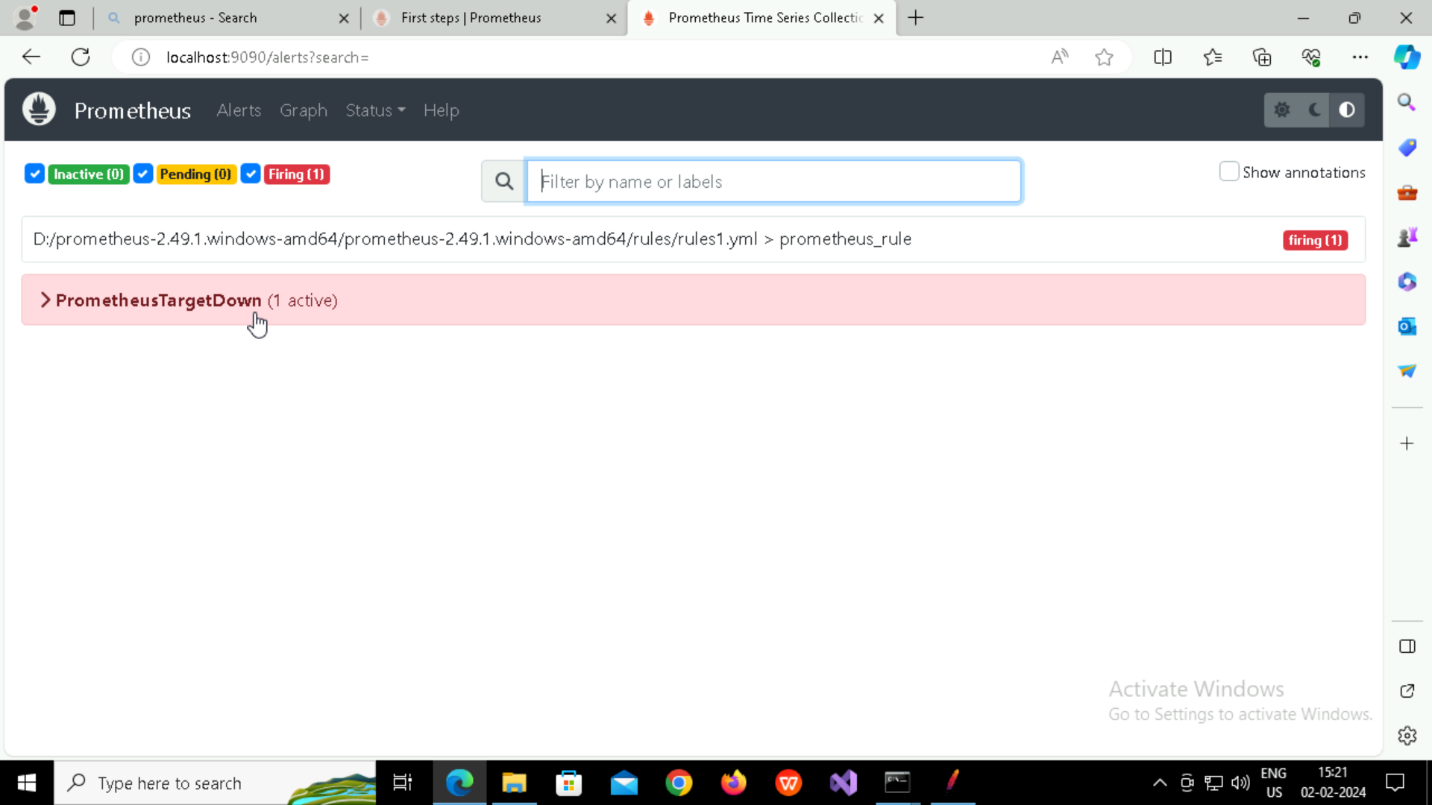 prometheus - Search
First steps | Prometheus
Prometheus Time Series Collectic
localhost:9090/alerts?search=
Prometheus
Alerts
Graph
Status
Help
Inactive (0)
Pending (0)
Firing (1)
Filter by name or labels
Show annotations
D:/prometheus-2.49.1.windows-amd64/prometheus-2.49.1.windows-amd64/rules/rules1.yml > prometheus_rule
firing (1)
PrometheusTargetDown (1 active)
Activate Windows
Go to Settings to activate Windows.
Type here to search
ENG
US
15:21
02-02-2024